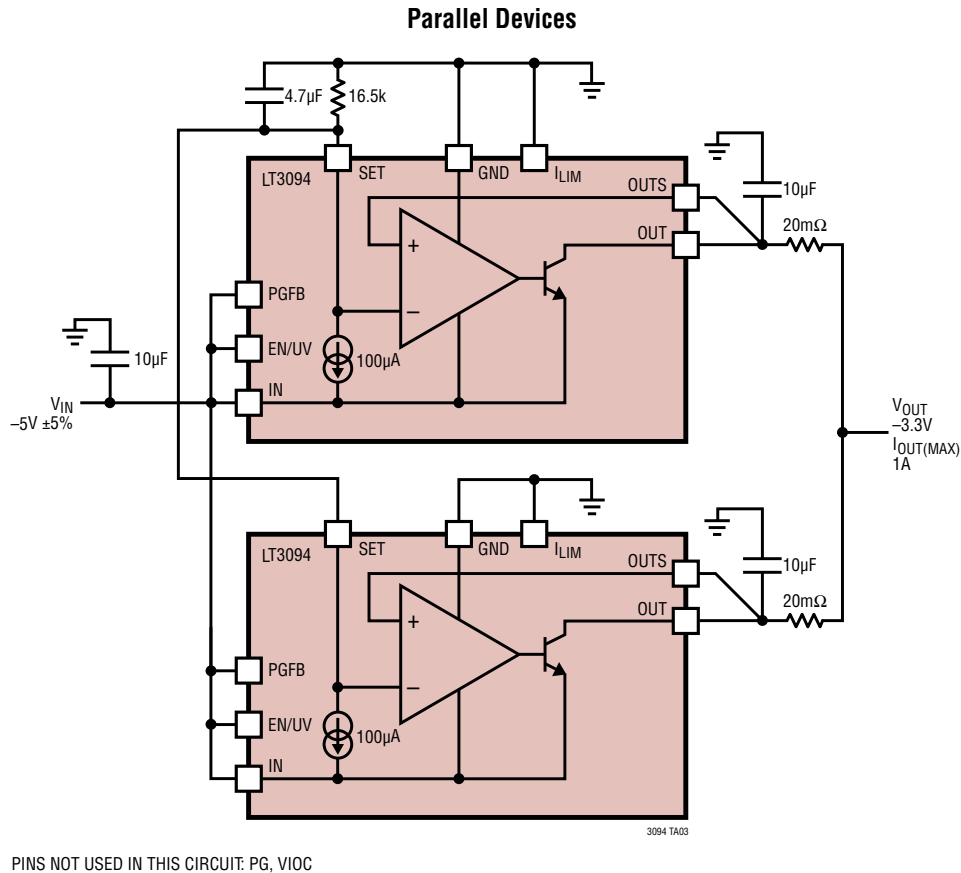 Parallel Devices
4.7µF
16.5k
LT3094
SET
GND
ILIM
OUTS
OUT
10µF
20mΩ
PGFB
EN/UV
IN
10µF
100µA
+
–
VIN
–5V ±5%
VOUT
–3.3V
IOUT(MAX)
1A
LT3094
SET
GND
ILIM
OUTS
OUT
10µF
20mΩ
PGFB
EN/UV
IN
100µA
+
–
3094 TA03
PINS NOT USED IN THIS CIRCUIT: PG, VIOC